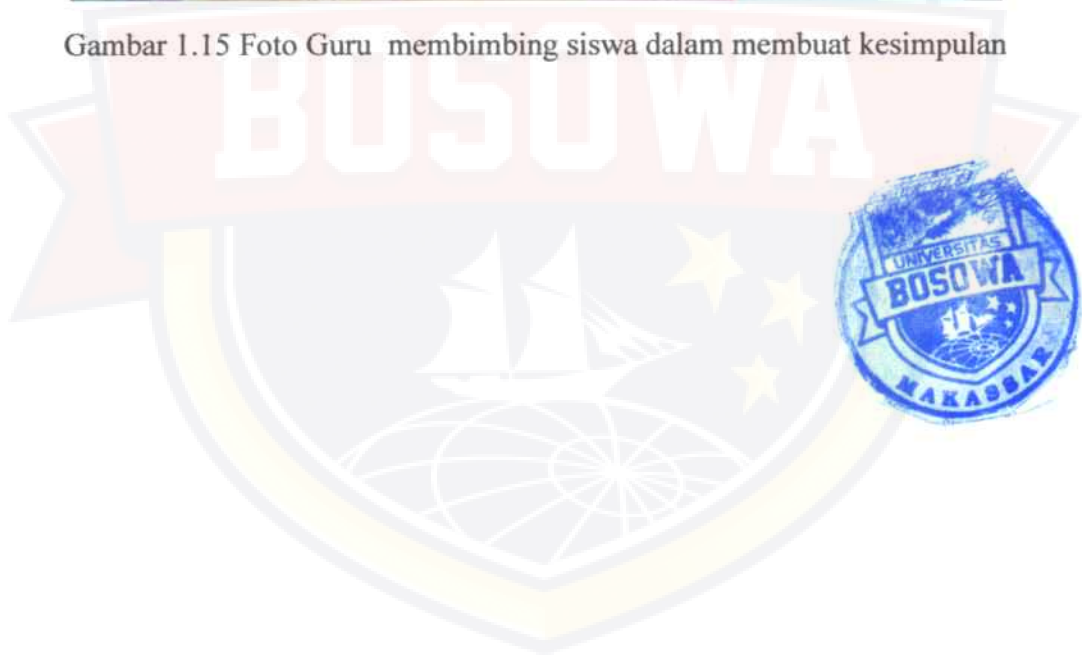 Gambar 1.15 Foto Guru membimbing siswa dalam membuat kesimpulan
BOSOWA
UNIVERSITAS
BOSOWA
MAKASSAR